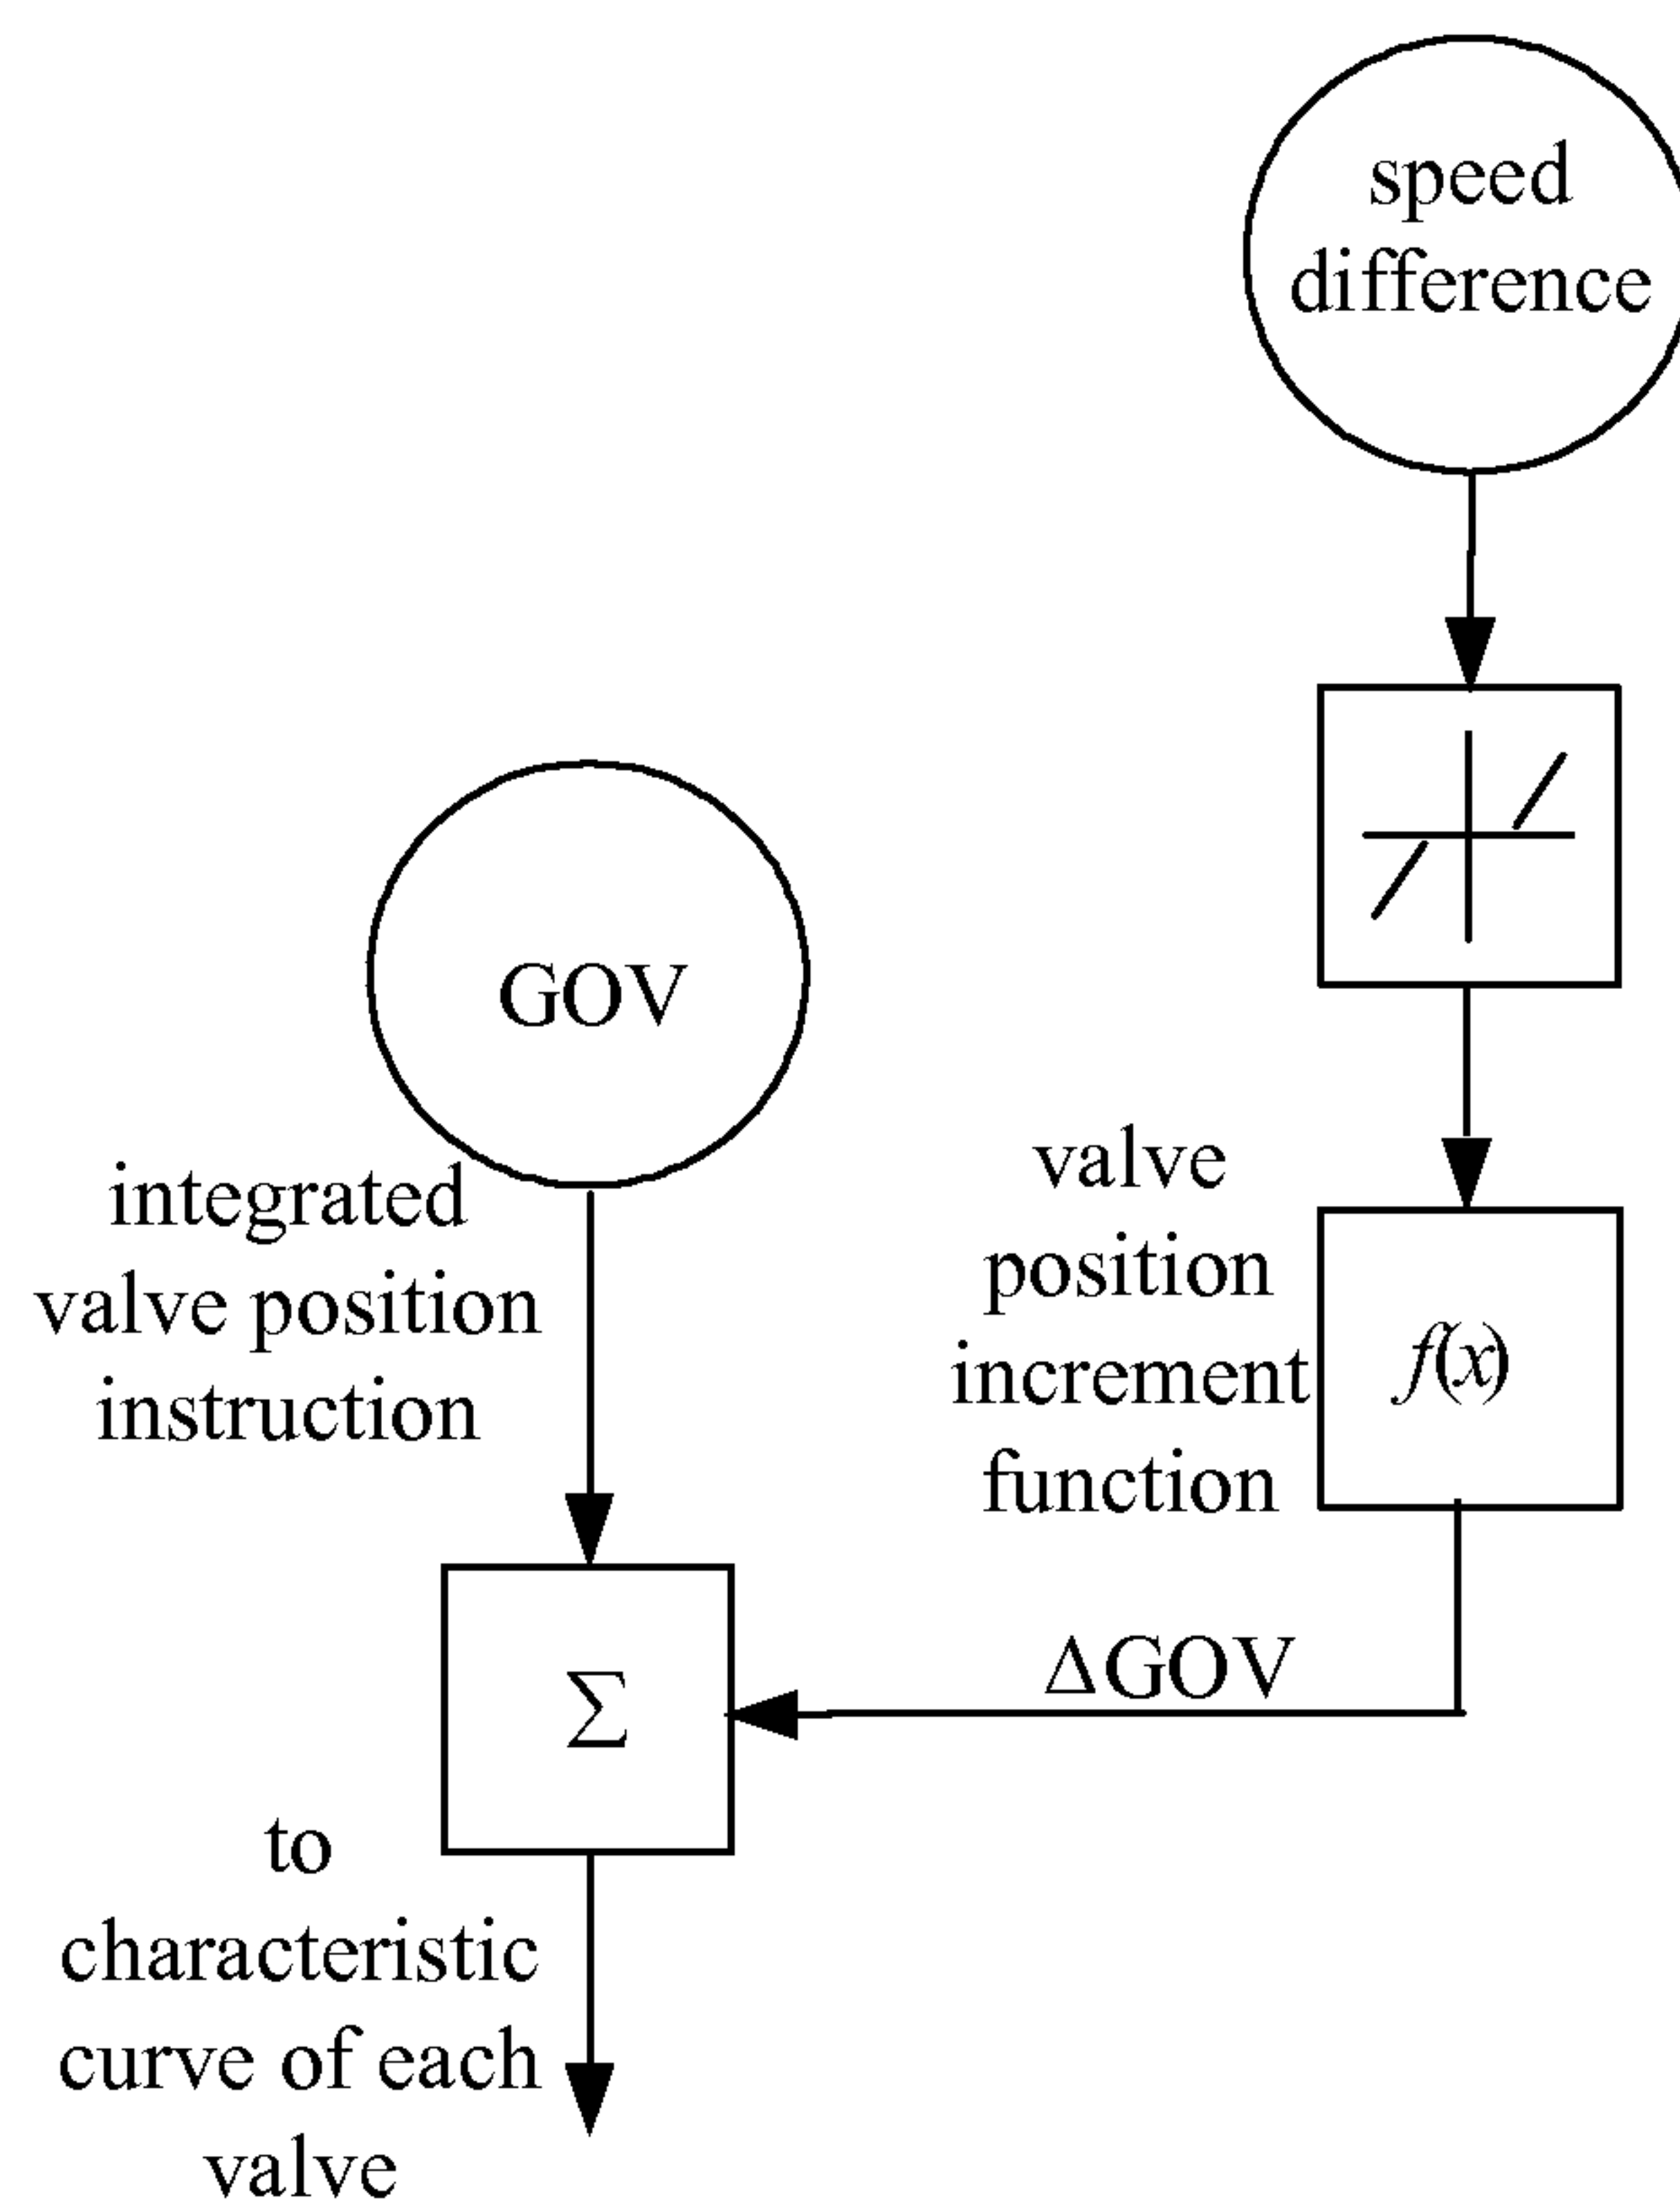 speed
difference
GOV
integrated
valve position
instruction
valve
position
increment
function
f(x)
ΔGOV
Σ
to
characteristic
curve of each
valve